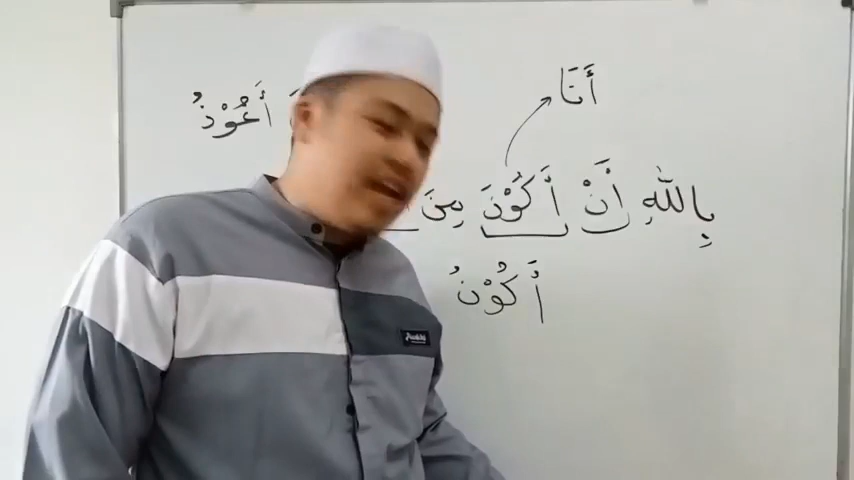 أَنَا
أَعُوْذُ
بِاللهِ أَنْ أَكُوْنَ مِنَ
أَكُوْنُ